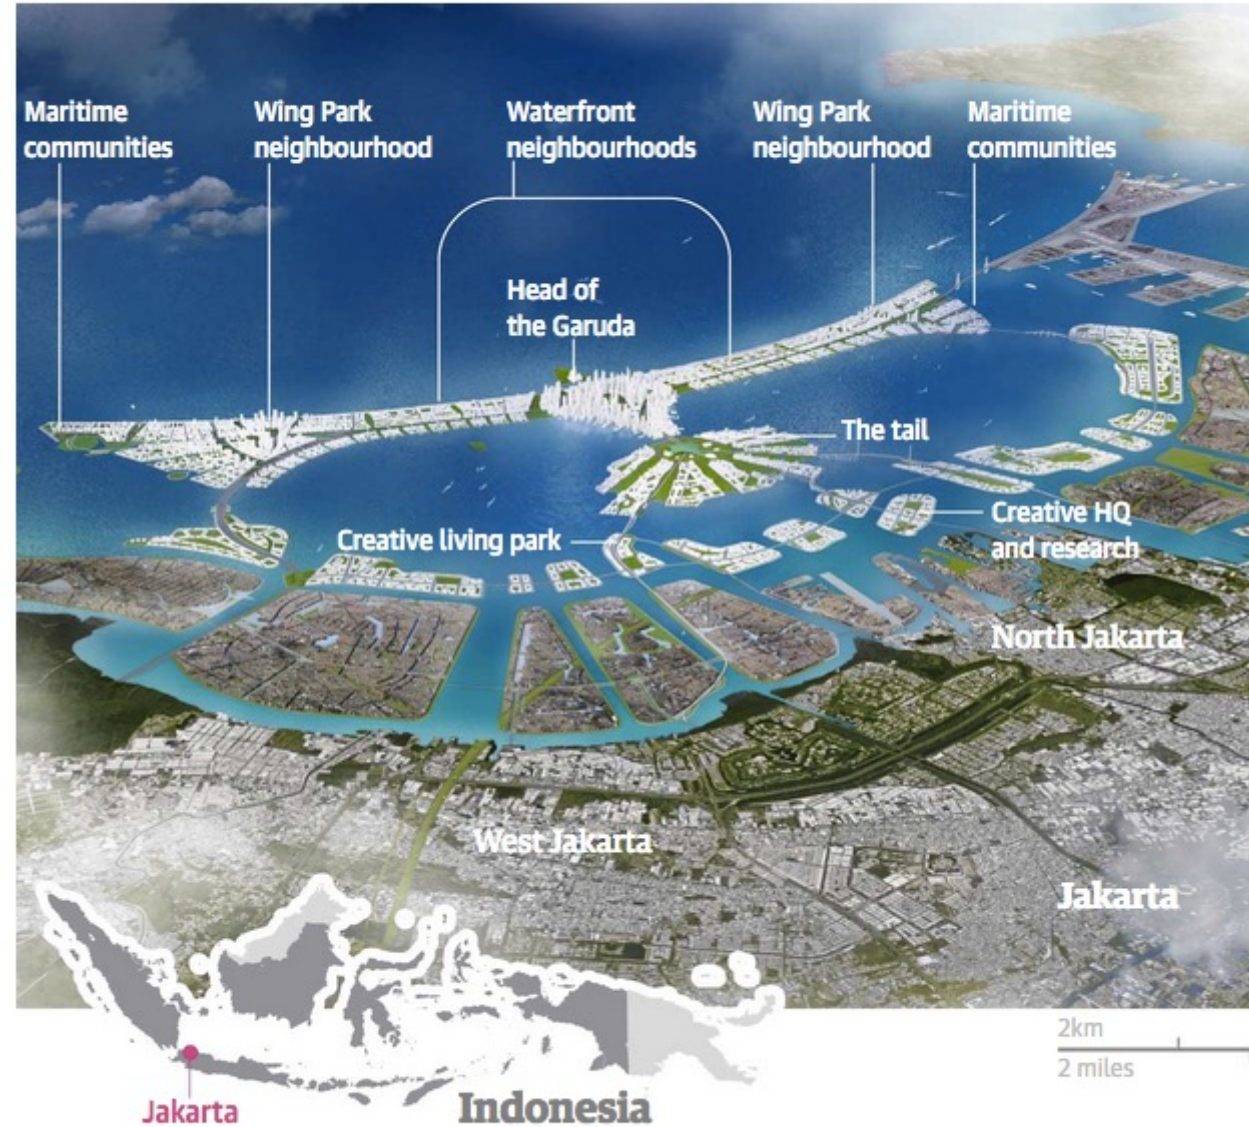 Maritime
communities
Wing Park
neighbourhood
Waterfront
neighbourhoods
Wing Park
neighbourhood
Maritime
communities
Head of
the Garuda
The tail
Creative living park
Creative HQ
and research
North Jakarta
West Jakarta
Jakarta
2km
2 miles
Jakarta
Indonesia